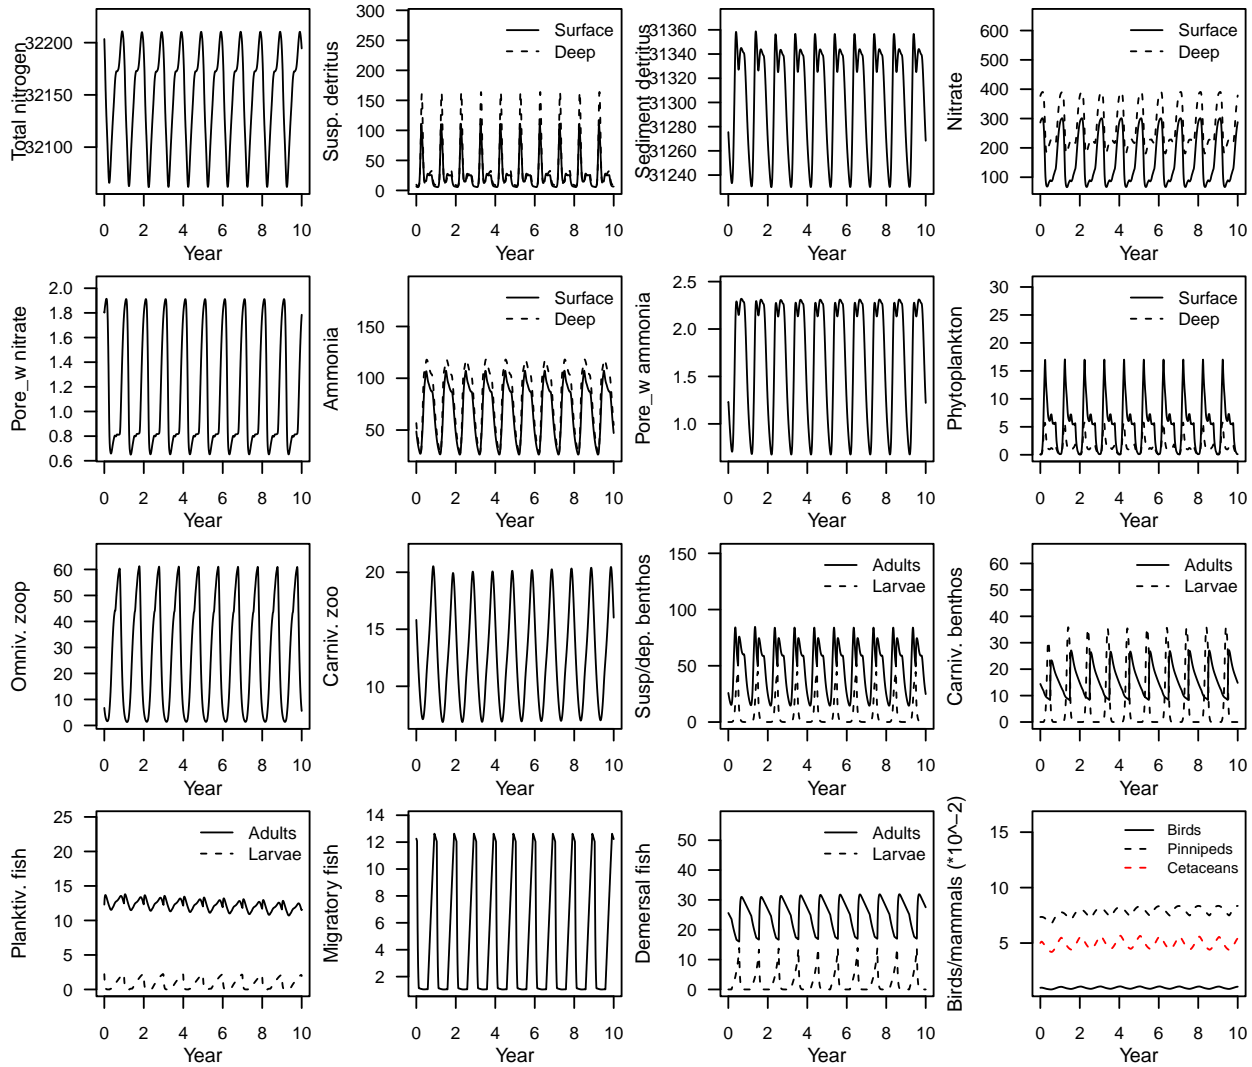 Total nitrogen
32200
32150
32100
0 2 4 6 8 10
Year
Susp. detritus
300
250
200
150
100
50
0
Surface
Deep
0 2 4 6 8 10
Year
Sediment detritus
31360
31340
31320
31300
31280
31260
31240
0 2 4 6 8 10
Year
Nitrate
600
500
400
300
200
100
Surface
Deep
0 2 4 6 8 10
Year
Pore_w nitrate
2.0
1.8
1.6
1.4
1.2
1.0
0.8
0.6
0 2 4 6 8 10
Year
Ammonia
150
100
50
Surface
Deep
0 2 4 6 8 10
Year
Pore_w ammonia
2.5
2.0
1.5
1.0
0 2 4 6 8 10
Year
Phytoplankton
30
25
20
15
10
5
0
Surface
Deep
0 2 4 6 8 10
Year
Omniv. zoop
60
50
40
30
20
10
0
0 2 4 6 8 10
Year
Carniv. zoo
20
15
10
0 2 4 6 8 10
Year
Susp/dep. benthos
150
100
50
0
Adults
Larvae
0 2 4 6 8 10
Year
Carniv. benthos
60
50
40
30
20
10
0
Adults
Larvae
0 2 4 6 8 10
Year
Planktiv. fish
25
20
15
10
5
0
Adults
Larvae
0 2 4 6 8 10
Year
Migratory fish
14
12
10
8
6
4
2
0 2 4 6 8 10
Year
Demersal fish
50
40
30
20
10
0
Adults
Larvae
0 2 4 6 8 10
Year
Birds/mammals (*10^−2)
15
10
5
Birds
Pinnipeds
Cetaceans
0 2 4 6 8 10
Year